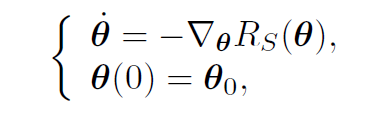 θ̇ = −∇_θ R_S(θ),
θ(0) = θ_0,